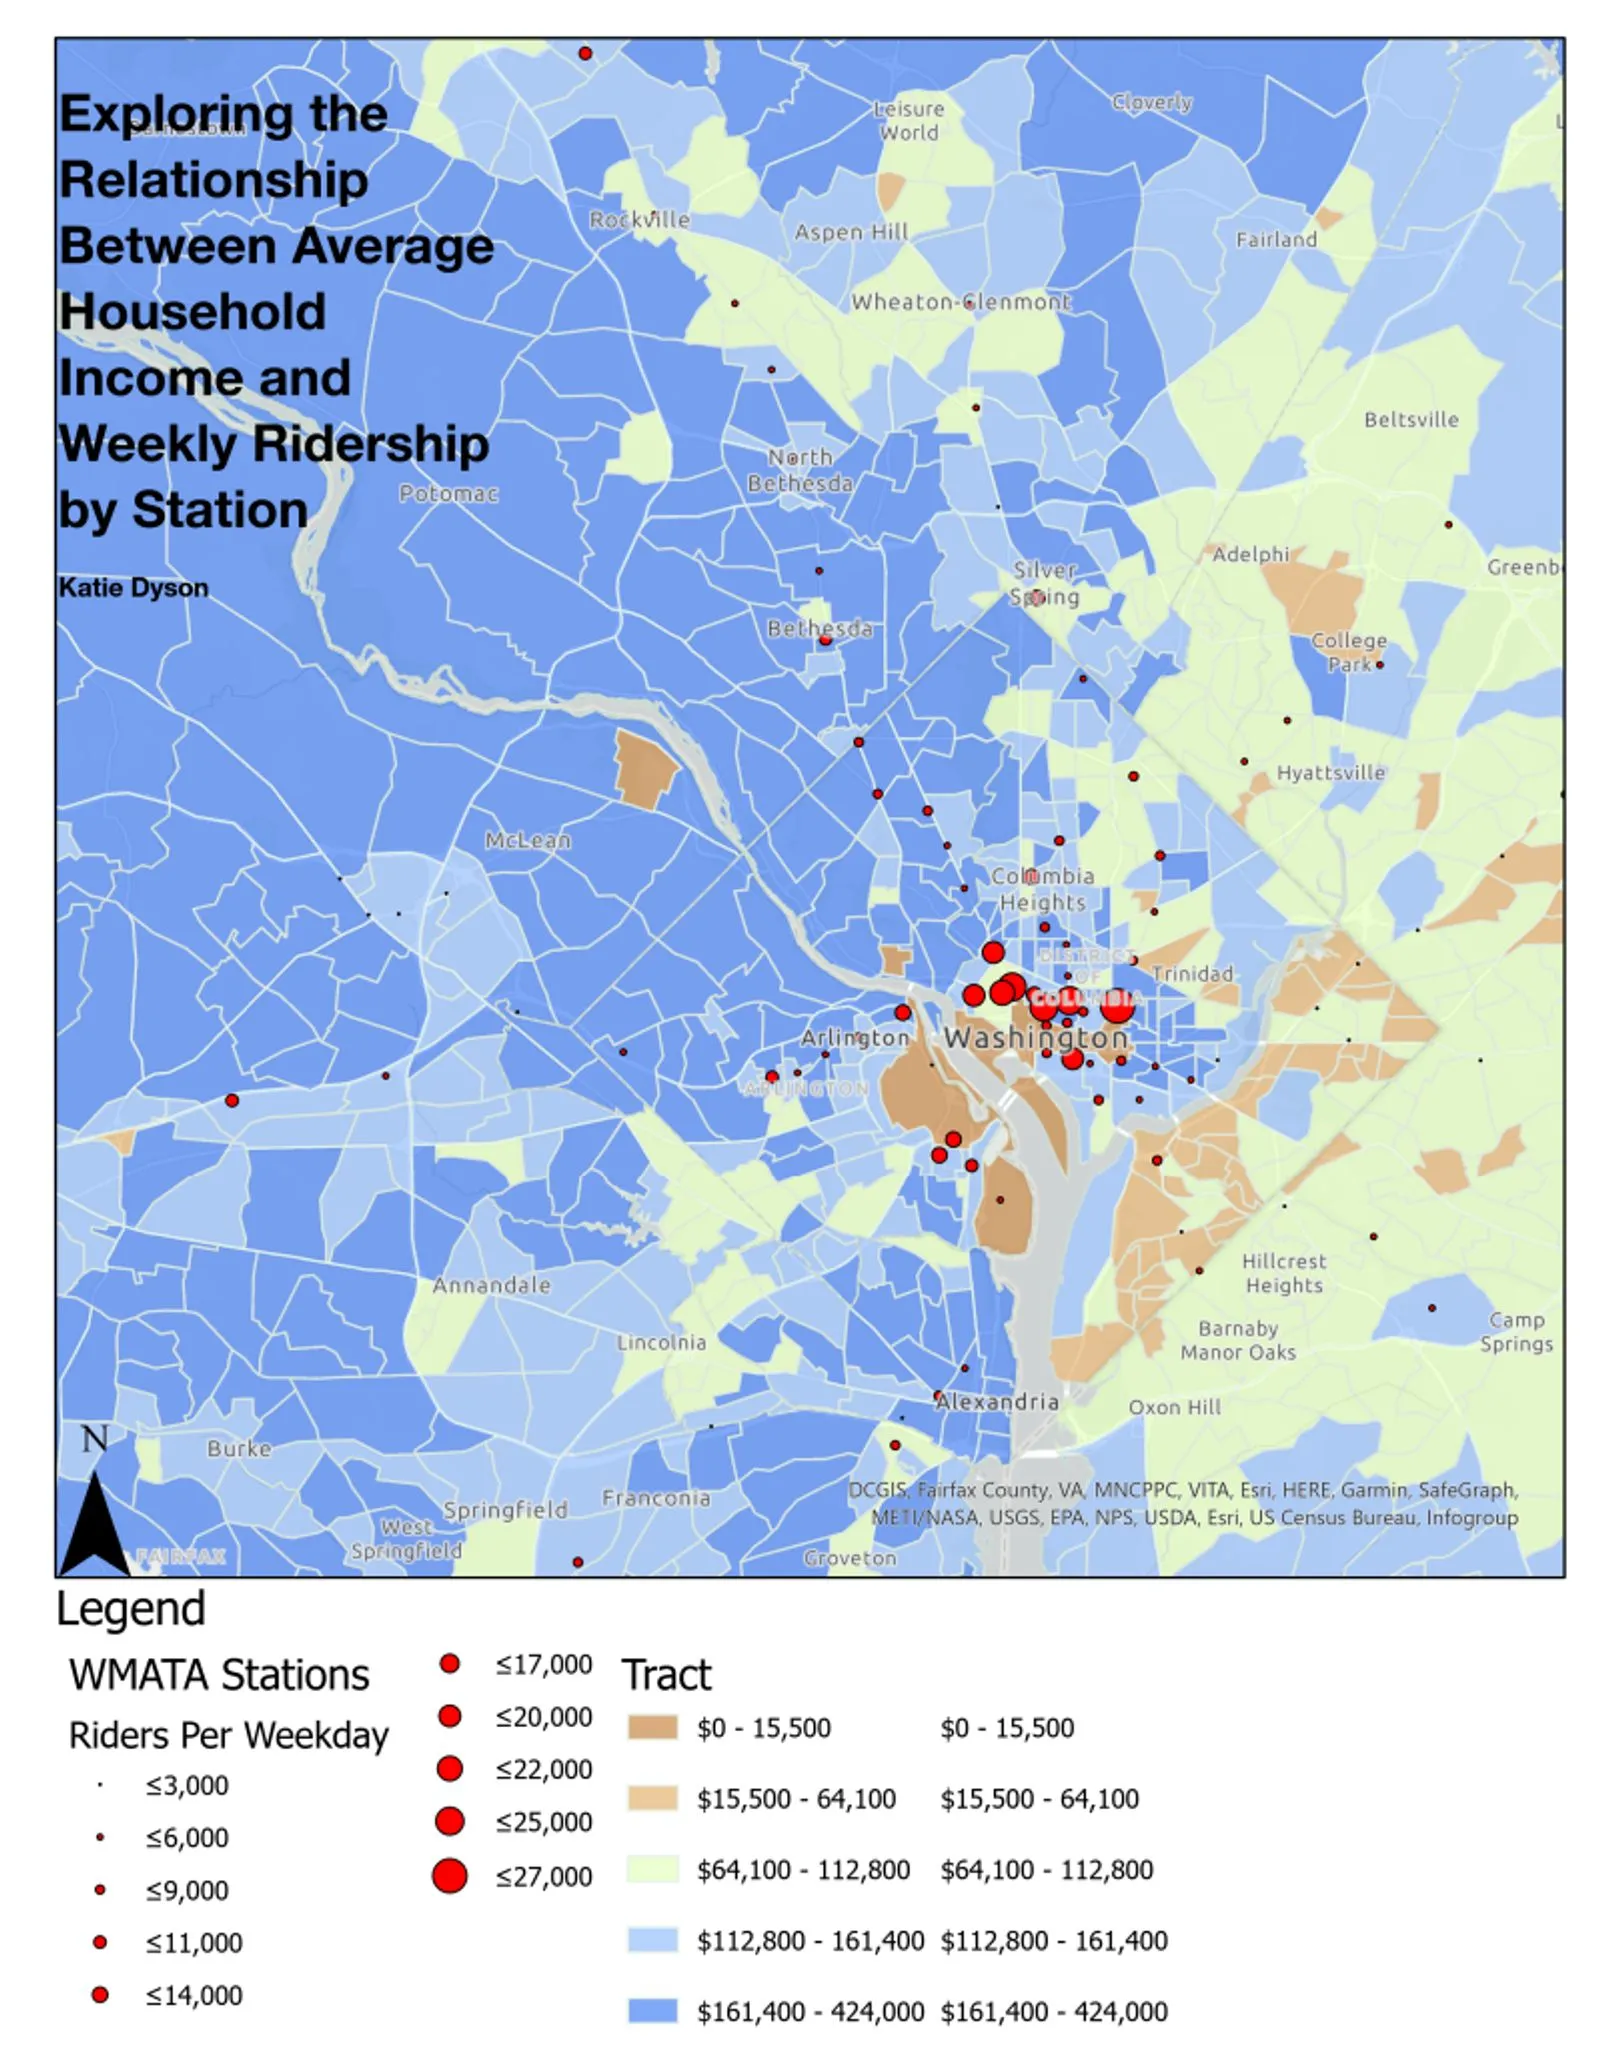 Exploring the
Relationship
Between Average
Household
Income and
Weekly Ridership
by Station
Katie Dyson
Leisure
World
Cloverly
Rockville
Aspen Hill
Fairland
Wheaton-Glenmont
Beltsville
North
Bethesda
Potomac
Adelphi
Silver
Spring
Greenb
Bethesda
College
Park
Hyattsville
McLean
Columbia
Heights
DISTRICT
OF
COLUMBIA
Trinidad
Arlington
Washington
ARLINGTON
Annandale
Hillcrest
Heights
Lincolnia
Barnaby
Manor Oaks
Camp
Springs
Alexandria
Oxon Hill
N
Burke
Springfield
Franconia
West
Springfield
FAIRFAX
Groveton
DCGIS, Fairfax County, VA, MNCPPC, VITA, Esri, HERE, Garmin, SafeGraph,
METI/NASA, USGS, EPA, NPS, USDA, Esri, US Census Bureau, Infogroup
Legend
WMATA Stations
Riders Per Weekday
≤3,000
≤6,000
≤9,000
≤11,000
≤14,000
≤17,000
≤20,000
≤22,000
≤25,000
≤27,000
Tract
$0 - 15,500 $0 - 15,500
$15,500 - 64,100 $15,500 - 64,100
$64,100 - 112,800 $64,100 - 112,800
$112,800 - 161,400 $112,800 - 161,400
$161,400 - 424,000 $161,400 - 424,000